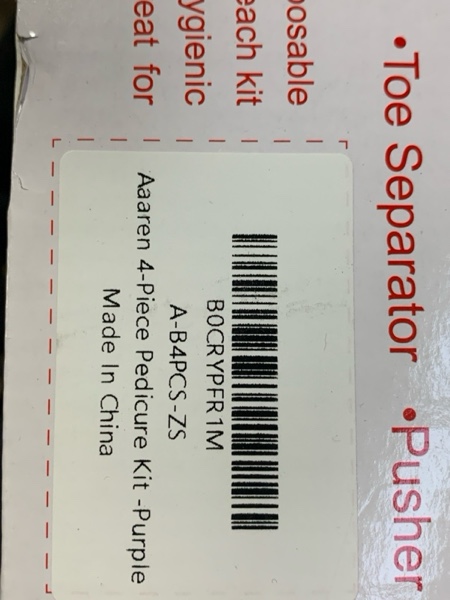 • Toe Separator • Pusher
posable
each kit
ygienic
eat for
B0CRYPFR1M
A-B4PCS-ZS
Aaaren 4-Piece Pedicure Kit -Purple
Made In China